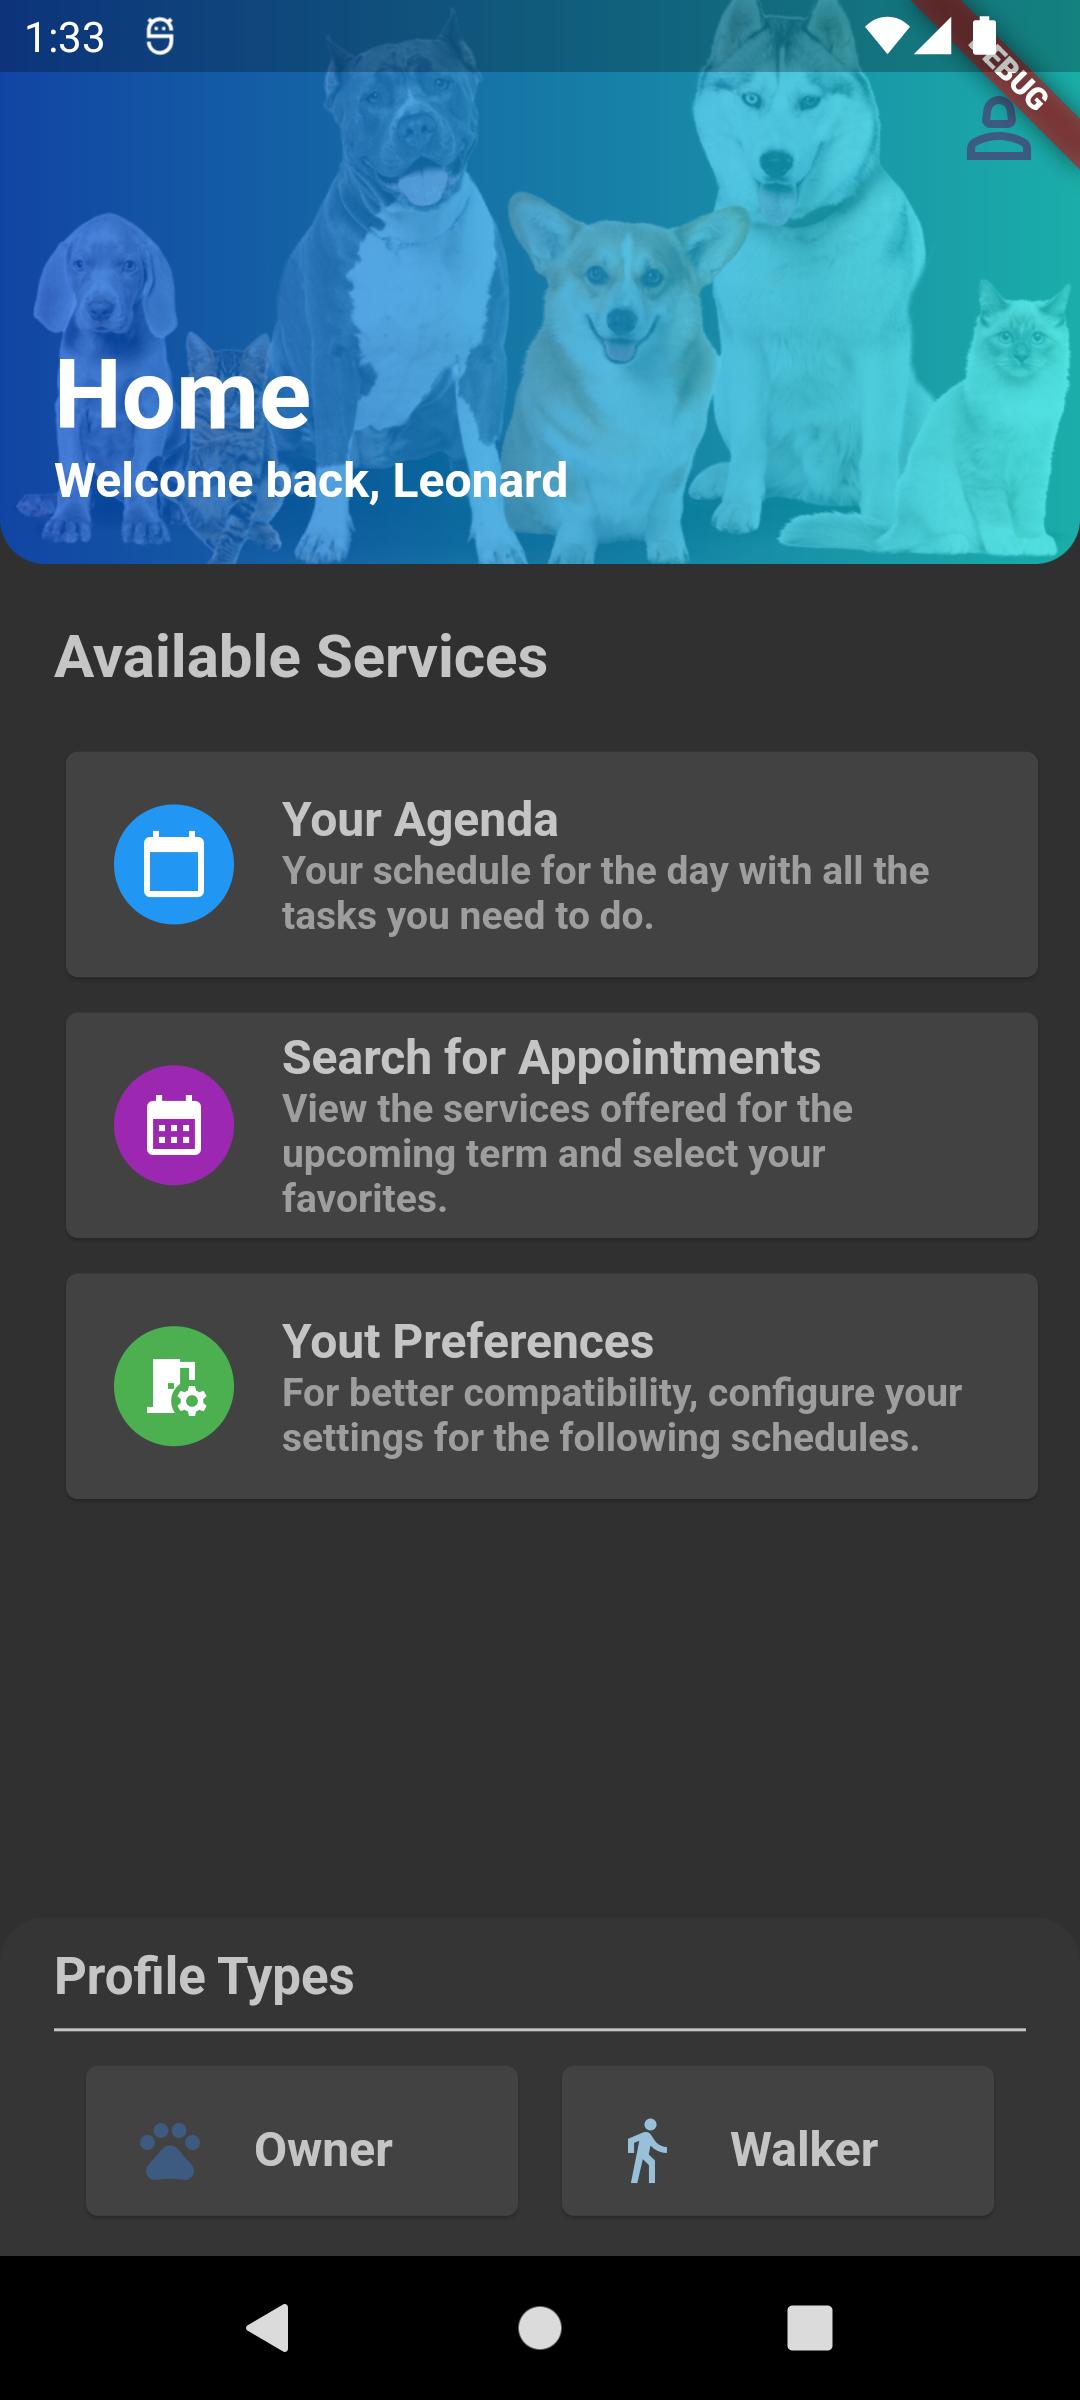 1:33
DEBUG
Home
Welcome back, Leonard
Available Services
Your Agenda
Your schedule for the day with all the
tasks you need to do.
Search for Appointments
View the services offered for the
upcoming term and select your
favorites.
Yout Preferences
For better compatibility, configure your
settings for the following schedules.
Profile Types
Owner
Walker